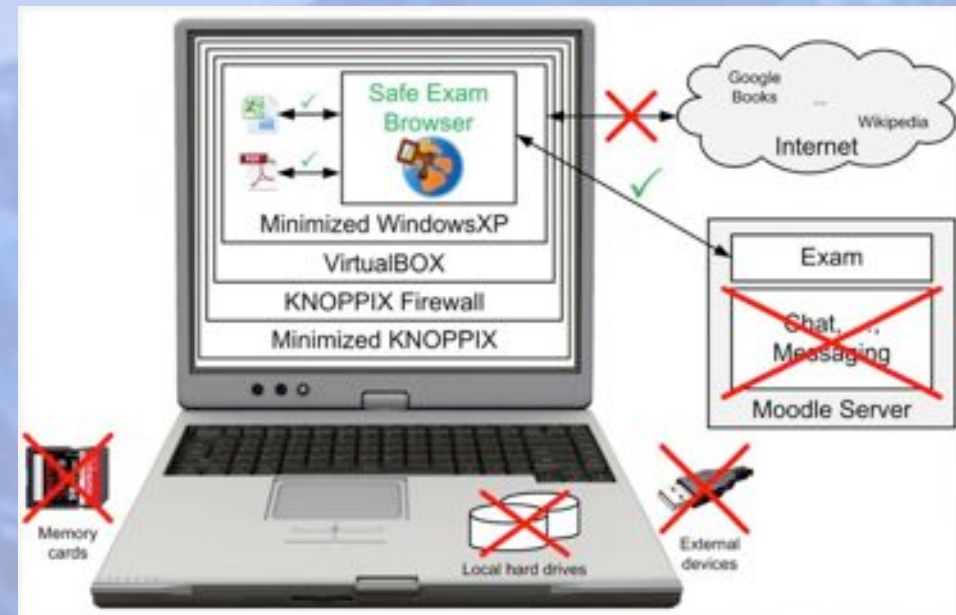 Safe Exam
Browser
PDF
Minimized WindowsXP
VirtualBOX
KNOPPIX Firewall
Minimized KNOPPIX
Google
Books
...
Wikipedia
Internet
Exam
Chat, ...,
Messaging
Moodle Server
Memory
cards
Local hard drives
External
devices